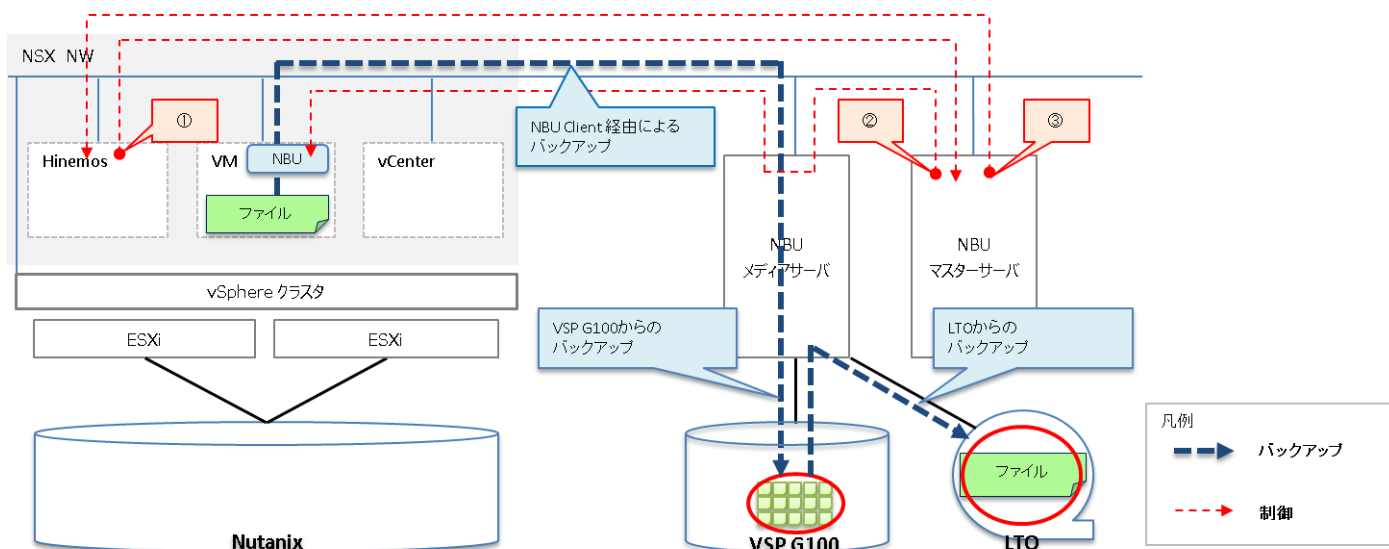 NSX NW
①
NBU Client 経由による
バックアップ
②
③
Hinemos
VM
NBU
vCenter
ファイル
NBU
メディアサーバ
NBU
マスターサーバ
vSphere クラスタ
ESXi
ESXi
VSP G100からの
バックアップ
LTOからの
バックアップ
凡例
バックアップ
制御
ファイル
Nutanix
VSP G100
LTO